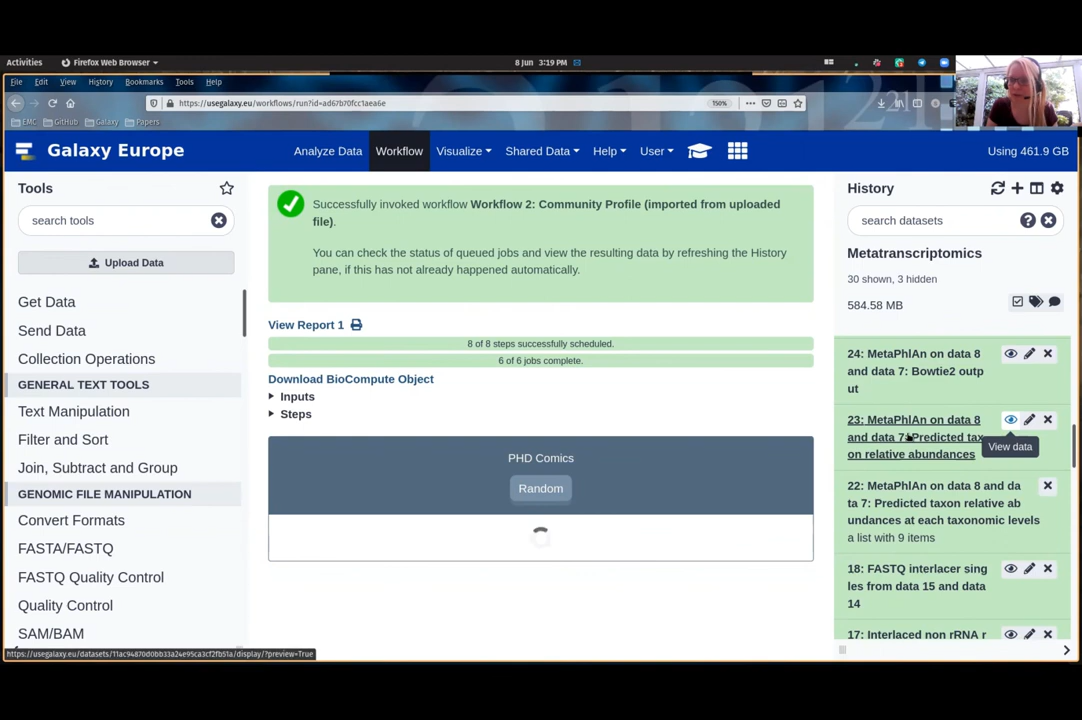 Activities
Firefox Web Browser
8 Jun 3:19 PM
File Edit View History Bookmarks Tools Help
https://usegalaxy.eu/workflows/run?id=ad67b70fcc1aea6e
150%
EMC GitHub Galaxy Papers
Galaxy Europe
Analyze Data Workflow Visualize Shared Data Help User
Using 461.9 GB
Tools
search tools
Upload Data
Get Data
Send Data
Collection Operations
GENERAL TEXT TOOLS
Text Manipulation
Filter and Sort
Join, Subtract and Group
GENOMIC FILE MANIPULATION
Convert Formats
FASTA/FASTQ
FASTQ Quality Control
Quality Control
SAM/BAM
Successfully invoked workflow Workflow 2: Community Profile (imported from uploaded
file).
You can check the status of queued jobs and view the resulting data by refreshing the History
pane, if this has not already happened automatically.
View Report 1
8 of 8 steps successfully scheduled.
6 of 6 jobs complete.
Download BioCompute Object
Inputs
Steps
PHD Comics
Random
History
search datasets
Metatranscriptomics
30 shown, 3 hidden
584.58 MB
24: MetaPhlAn on data 8
and data 7: Bowtie2 outp
ut
23: MetaPhlAn on data 8
and data 7: Predicted tax
on relative abundances
View data
22: MetaPhlAn on data 8 and da
ta 7: Predicted taxon relative ab
undances at each taxonomic levels
a list with 9 items
18: FASTQ interlacer sing
les from data 15 and data
14
17: Interlaced non rRNA r